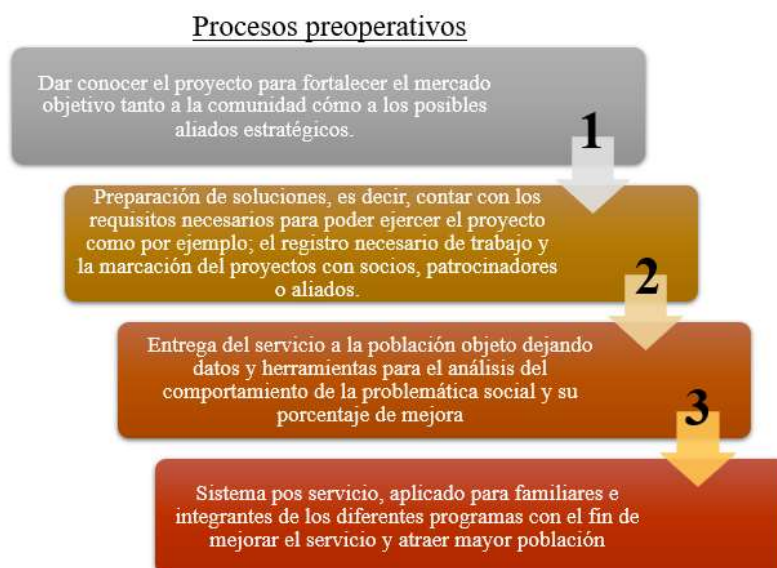 Procesos preoperativos
Dar conocer el proyecto para fortalecer el mercado
objetivo tanto a la comunidad cómo a los posibles
aliados estratégicos.
1
Preparación de soluciones, es decir, contar con los
requisitos necesarios para poder ejercer el proyecto
como por ejemplo; el registro necesario de trabajo y
la marcación del proyectos con socios, patrocinadores
o aliados.
2
Entrega del servicio a la población objeto dejando
datos y herramientas para el análisis del
comportamiento de la problemática social y su
porcentaje de mejora
3
Sistema pos servicio, aplicado para familiares e
integrantes de los diferentes programas con el fin de
mejorar el servicio y atraer mayor población